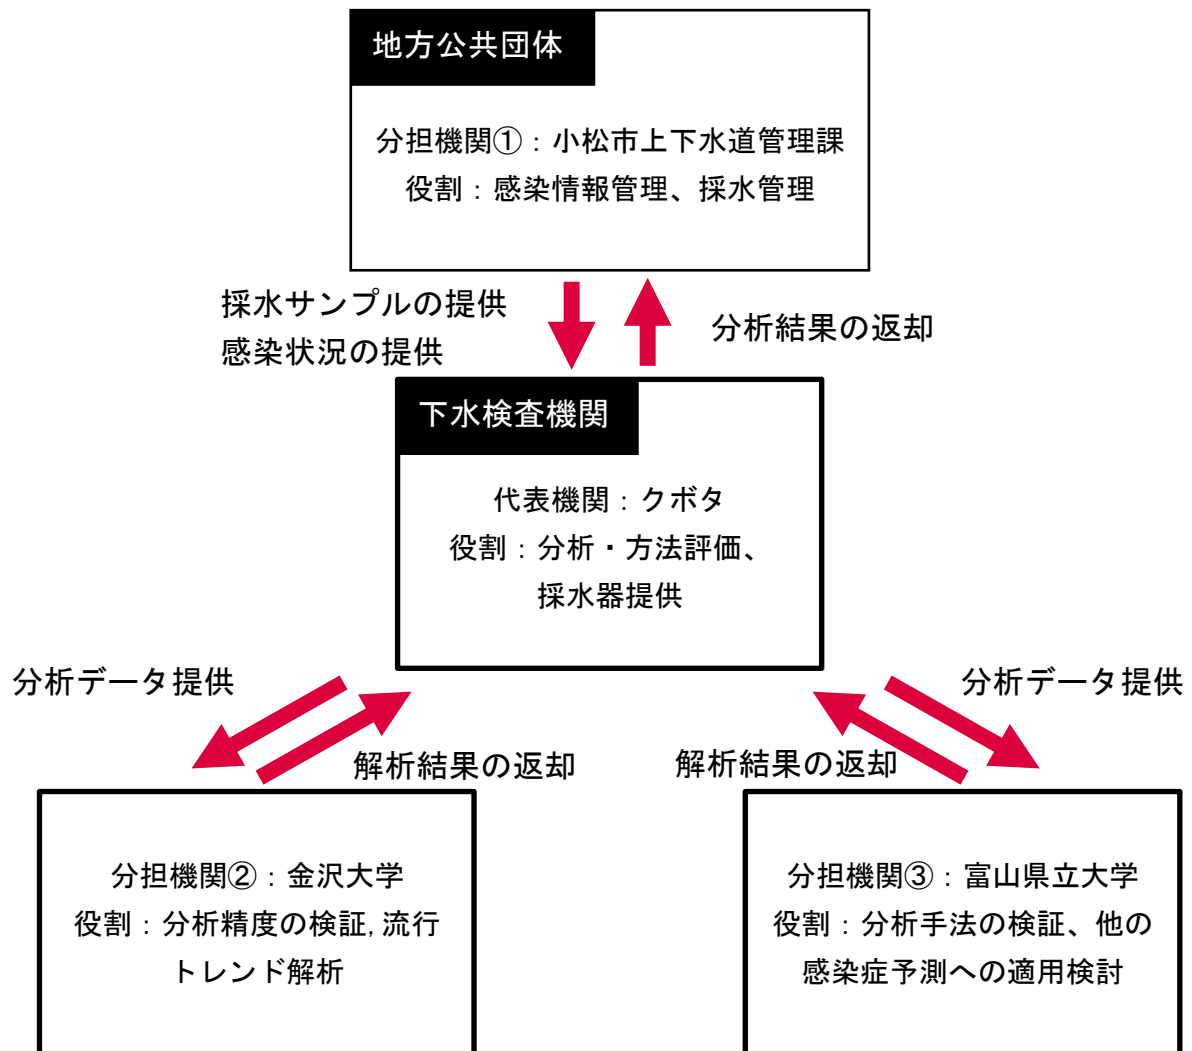 地方公共団体
分担機関①：小松市上下水道管理課
役割：感染情報管理、採水管理
採水サンプルの提供
感染状況の提供
分析結果の返却
下水検査機関
代表機関：クボタ
役割：分析・方法評価、
採水器提供
分析データ提供
分析データ提供
解析結果の返却
解析結果の返却
分担機関②：金沢大学
役割：分析精度の検証,流行
トレンド解析
分担機関③：富山県立大学
役割：分析手法の検証、他の
感染症予測への適用検討